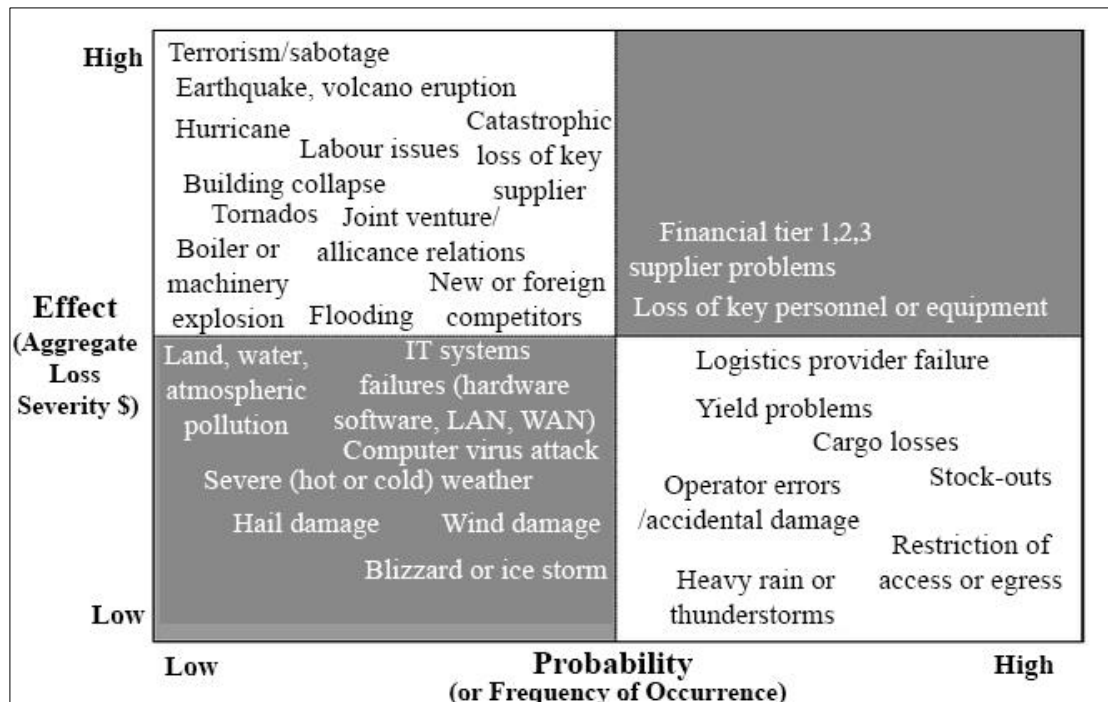 High
Terrorism/sabotage
Earthquake, volcano eruption
Hurricane
Labour issues
Catastrophic
loss of key
supplier
Building collapse
Tornados
Joint venture/
allicance relations
Boiler or
machinery
explosion
Flooding
New or foreign
competitors
Financial tier 1,2,3
supplier problems
Loss of key personnel or equipment
Effect
(Aggregate
Loss
Severity $)
Land, water,
atmospheric
pollution
IT systems
failures (hardware
software, LAN, WAN)
Computer virus attack
Severe (hot or cold) weather
Hail damage
Wind damage
Blizzard or ice storm
Logistics provider failure
Yield problems
Cargo losses
Stock-outs
Operator errors
/accidental damage
Restriction of
access or egress
Heavy rain or
thunderstorms
Low
Low
Probability
(or Frequency of Occurrence)
High